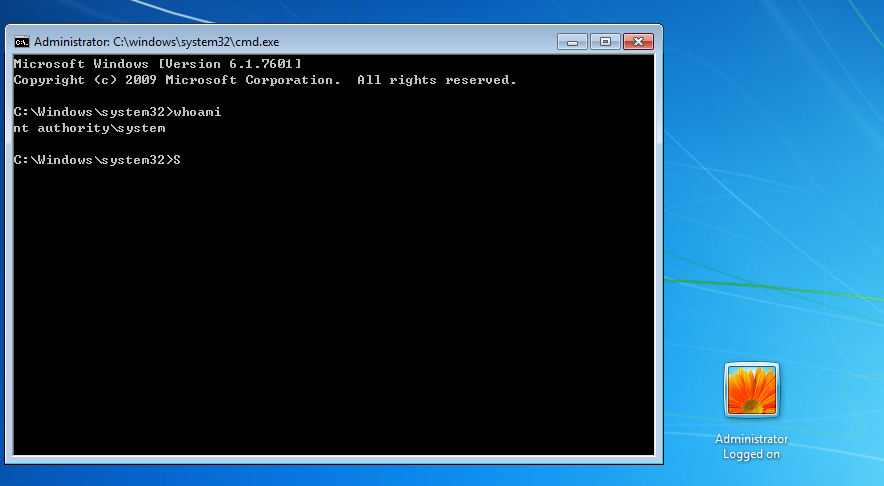 Administrator: C:\windows\system32\cmd.exe
Microsoft Windows [Version 6.1.7601]
Copyright (c) 2009 Microsoft Corporation.  All rights reserved.
C:\Windows\system32>whoami
nt authority\system
C:\Windows\system32>S
Administrator
Logged on